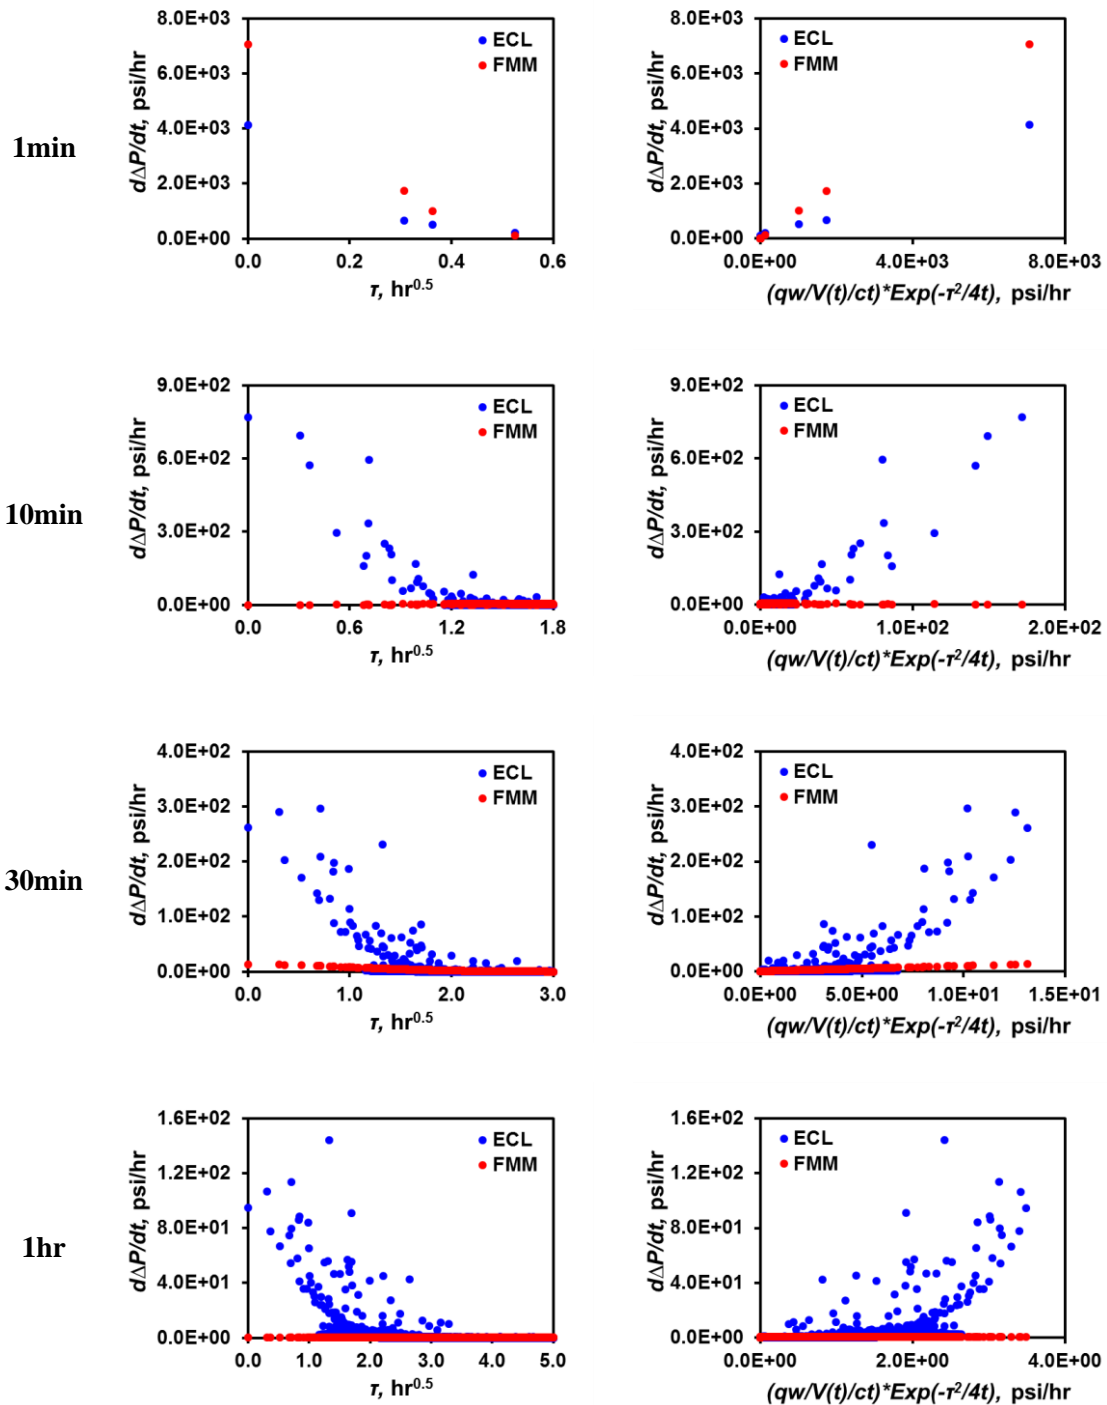 1min
8.0E+03
6.0E+03
4.0E+03
2.0E+03
0.0E+00
dΔP/dt, psi/hr
ECL
FMM
0.0 0.2 0.4 0.6
τ, hr0.5
8.0E+03
6.0E+03
4.0E+03
2.0E+03
0.0E+00
dΔP/dt, psi/hr
ECL
FMM
0.0E+00 4.0E+03 8.0E+03
(qw/V(t)/ct)*Exp(-τ2/4t), psi/hr
10min
9.0E+02
6.0E+02
3.0E+02
0.0E+00
dΔP/dt, psi/hr
ECL
FMM
0.0 0.6 1.2 1.8
τ, hr0.5
9.0E+02
6.0E+02
3.0E+02
0.0E+00
dΔP/dt, psi/hr
ECL
FMM
0.0E+00 1.0E+02 2.0E+02
(qw/V(t)/ct)*Exp(-τ2/4t), psi/hr
30min
4.0E+02
3.0E+02
2.0E+02
1.0E+02
0.0E+00
dΔP/dt, psi/hr
ECL
FMM
0.0 1.0 2.0 3.0
τ, hr0.5
4.0E+02
3.0E+02
2.0E+02
1.0E+02
0.0E+00
dΔP/dt, psi/hr
ECL
FMM
0.0E+00 5.0E+00 1.0E+01 1.5E+01
(qw/V(t)/ct)*Exp(-τ2/4t), psi/hr
1hr
1.6E+02
1.2E+02
8.0E+01
4.0E+01
0.0E+00
dΔP/dt, psi/hr
ECL
FMM
0.0 1.0 2.0 3.0 4.0 5.0
τ, hr0.5
1.6E+02
1.2E+02
8.0E+01
4.0E+01
0.0E+00
dΔP/dt, psi/hr
ECL
FMM
0.0E+00 2.0E+00 4.0E+00
(qw/V(t)/ct)*Exp(-τ2/4t), psi/hr